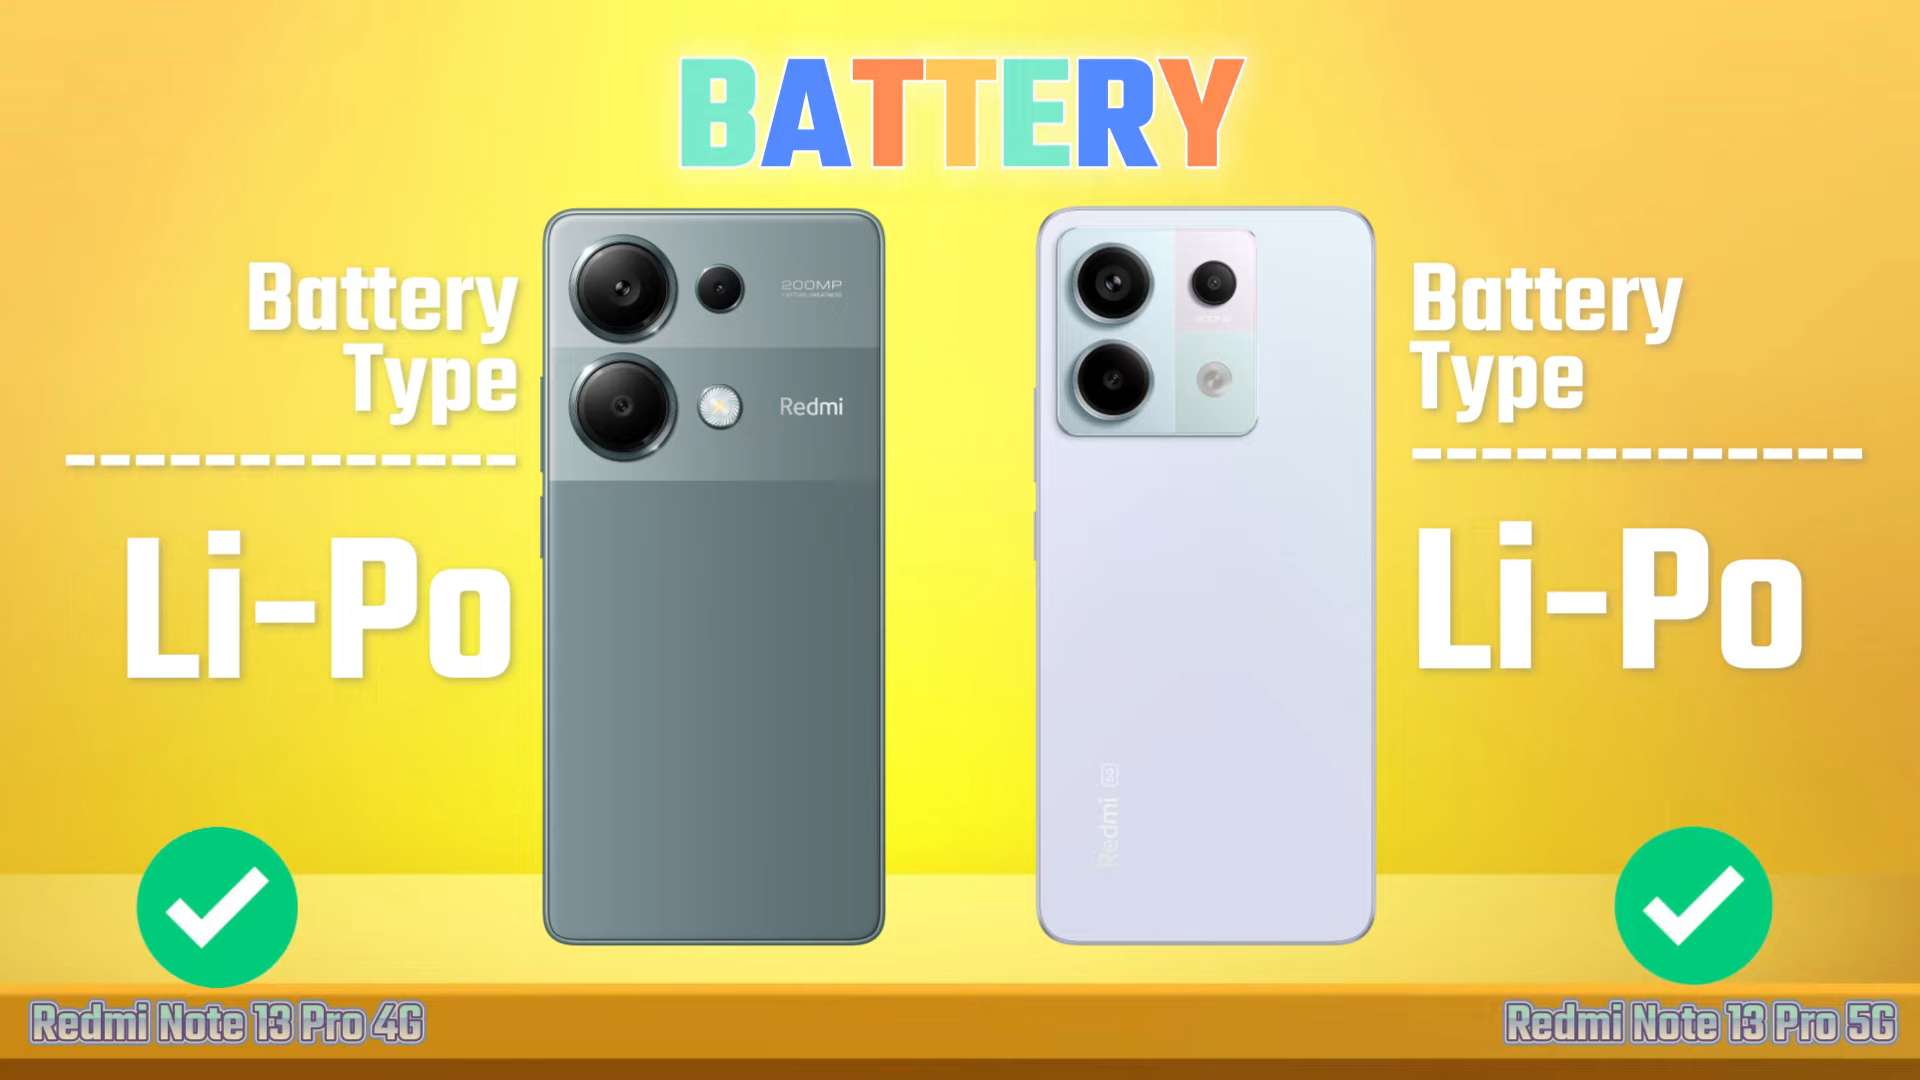 BATTERY
Battery
Type
Li-Po
200MP
Redmi
Redmi 5G
Battery
Type
Li-Po
Redmi Note 13 Pro 4G
Redmi Note 13 Pro 5G